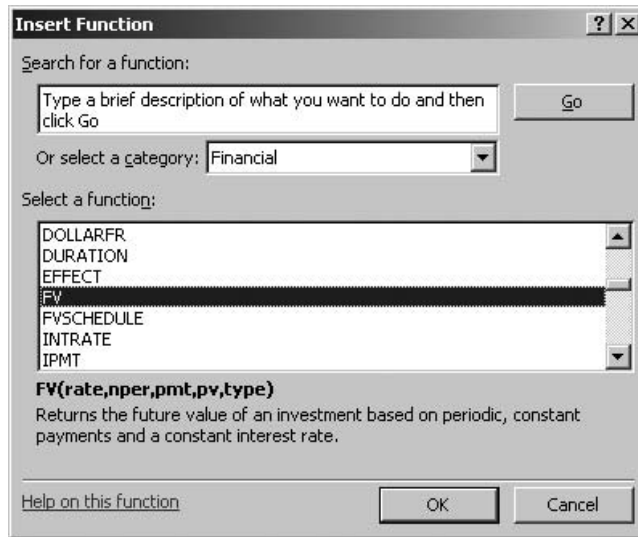 Insert Function
Search for a function:
Type a brief description of what you want to do and then
click Go
Go
Or select a category: Financial
Select a function:
DOLLARFR
DURATION
EFFECT
FV
FVSCHEDULE
INTRATE
IPMT
FV(rate,nper,pmt,pv,type)
Returns the future value of an investment based on periodic, constant
payments and a constant interest rate.
Help on this function
OK
Cancel